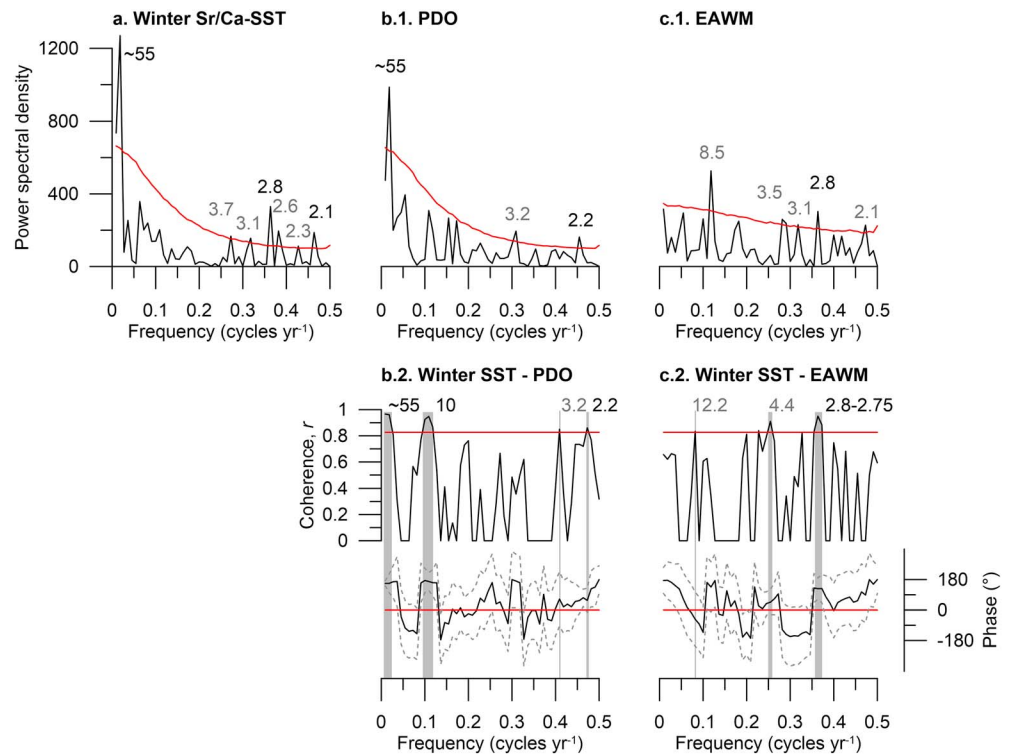 a. Winter Sr/Ca-SST
b.1. PDO
c.1. EAWM
Power spectral density
1200
800
400
0
~55
3.7
3.1
2.8
2.6
2.3
2.1
0 0.1 0.2 0.3 0.4 0.5
Frequency (cycles yr-1)
~55
3.2
2.2
0 0.1 0.2 0.3 0.4 0.5
Frequency (cycles yr-1)
8.5
3.5
3.1
2.8
2.1
0 0.1 0.2 0.3 0.4 0.5
Frequency (cycles yr-1)
b.2. Winter SST - PDO
c.2. Winter SST - EAWM
Coherence, r
1
0.8
0.6
0.4
0.2
0
~55 10 3.2 2.2
12.2 4.4 2.8-2.75
180
0
-180
Phase (°)
0 0.1 0.2 0.3 0.4 0.5
Frequency (cycles yr-1)
0 0.1 0.2 0.3 0.4 0.5
Frequency (cycles yr-1)